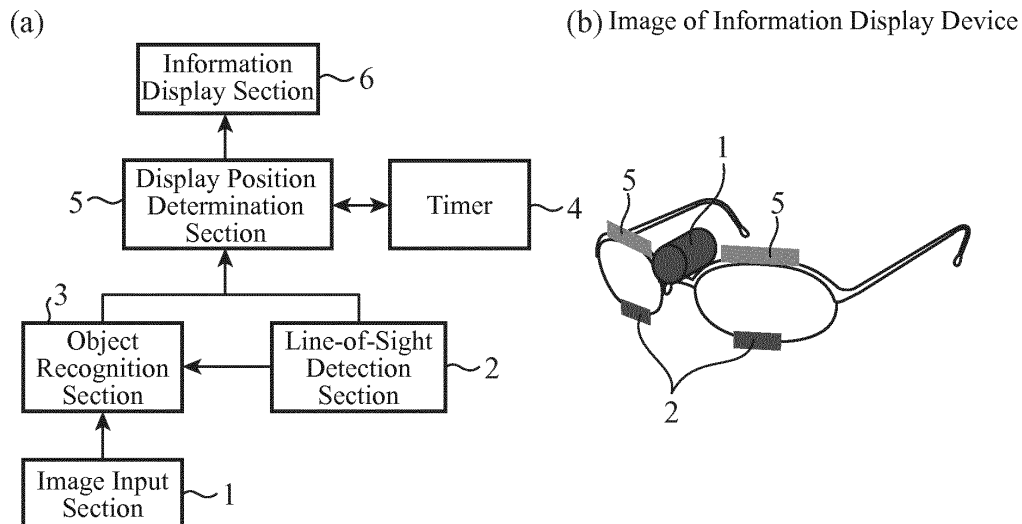 (a)
(b) Image of Information Display Device
Information
Display Section
6
Display Position
Determination
Section
5
Timer
4
3
Object
Recognition
Section
Line-of-Sight
Detection
Section
2
Image Input
Section
1
1
5
5
2